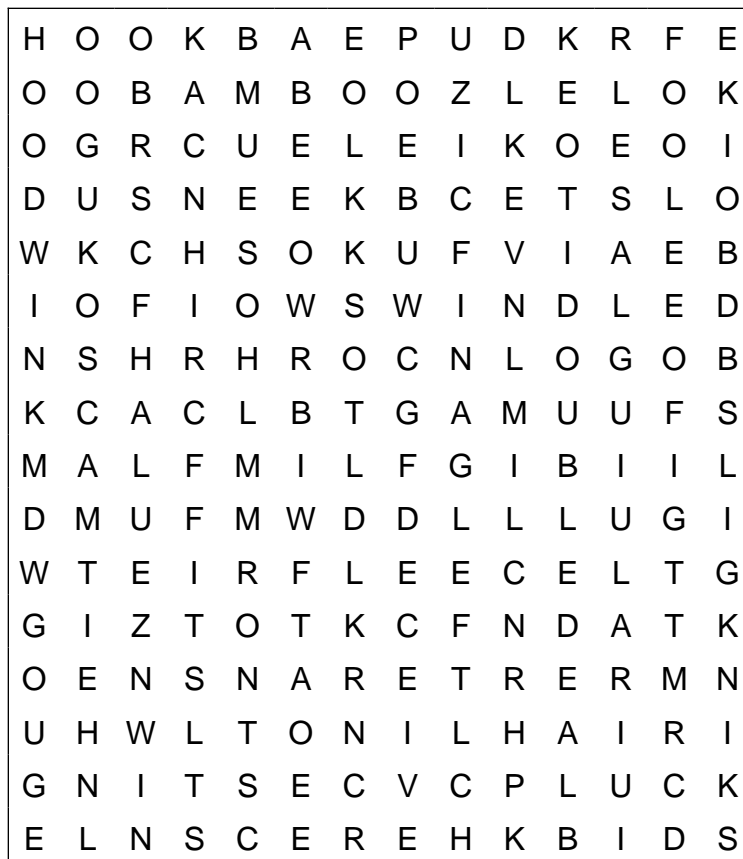 H O O K B A E P U D K R F E
O O B A M B O O Z L E L O K
O G R C U E L E I K O E O I
D U S N E E K B C E T S L O
W K C H S O K U F V I A E B
I O F I O W S W I N D L E D
N S H R H R O C N L O G O B
K C A C L B T G A M U U F S
M A L F M I L F G I B I I L
D M U F M W D D L L L U G I
W T E I R F L E E C E L T G
G I Z T O T K C F N D A T K
O E N S N A R E T R E R M N
U H W L T O N I L H A I R I
G N I T S E C V C P L U C K
E L N S C E R E H K B I D S